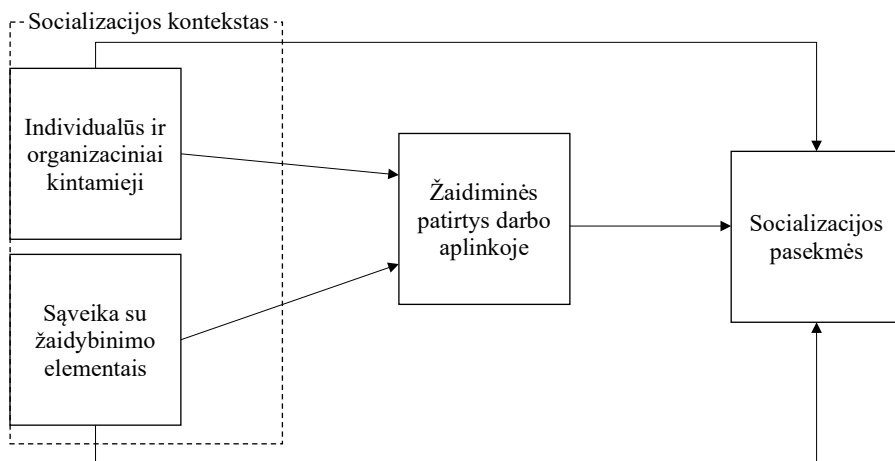 Socializacijos kontekstas
Individualūs ir
organizaciniai
kintamieji
Žaidiminės
patirtys darbo
aplinkoje
Socializacijos
pasekmės
Sąveika su
žaidybinimo
elementais